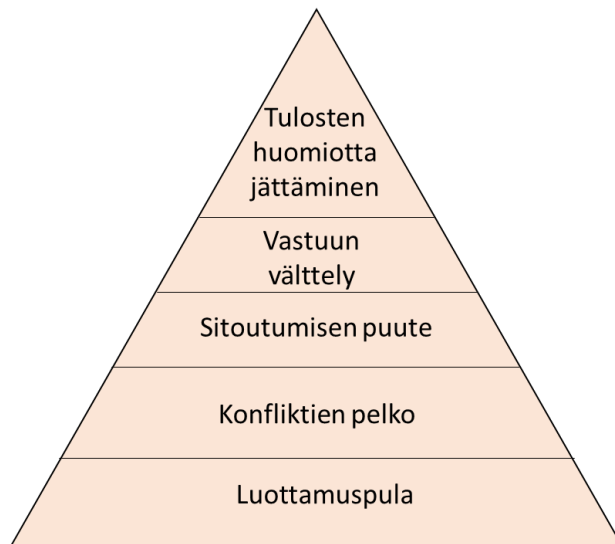 Tulosten
huomiotta
jättäminen
Vastuun
välttely
Sitoutumisen puute
Konfliktien pelko
Luottamuspula